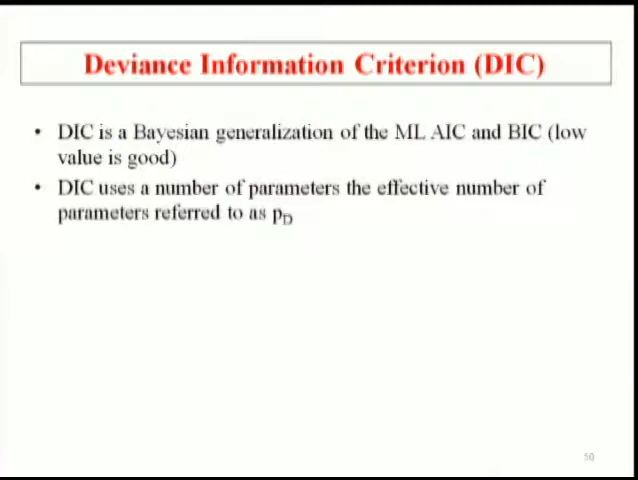 Deviance Information Criterion (DIC)
• DIC is a Bayesian generalization of the ML AIC and BIC (low
value is good)
• DIC uses a number of parameters the effective number of
parameters referred to as pD
50